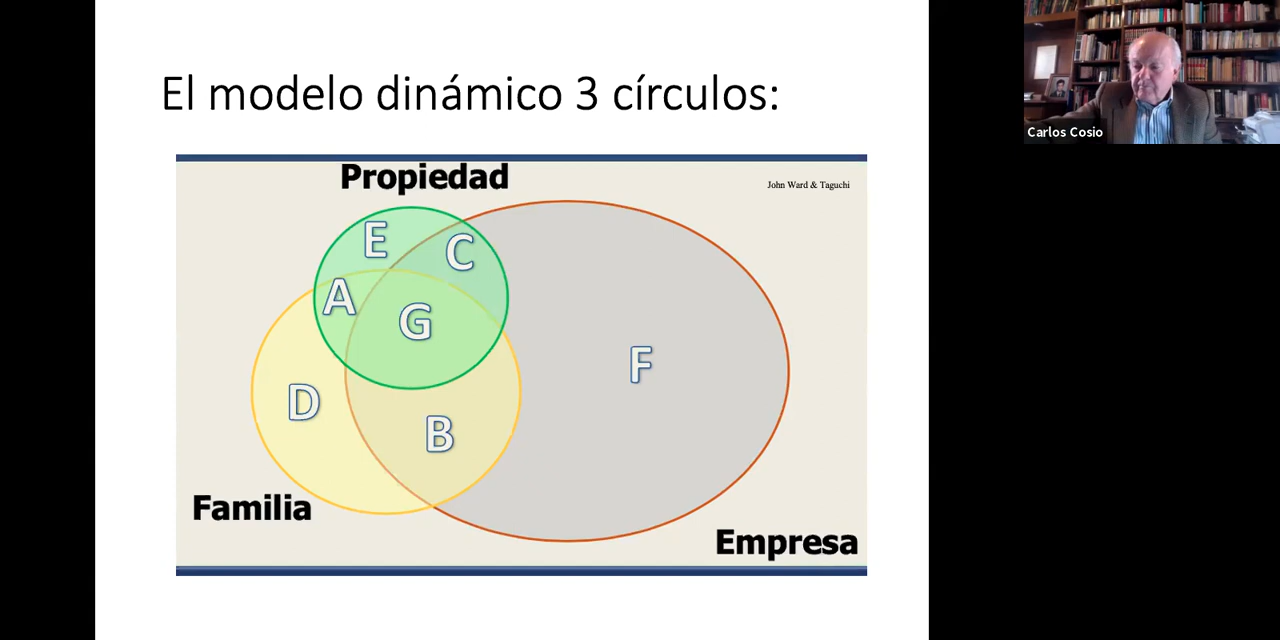 El modelo dinámico 3 círculos:
Carlos Cosio
Propiedad
John Ward & Taguchi
E
C
A
G
F
D
B
Familia
Empresa